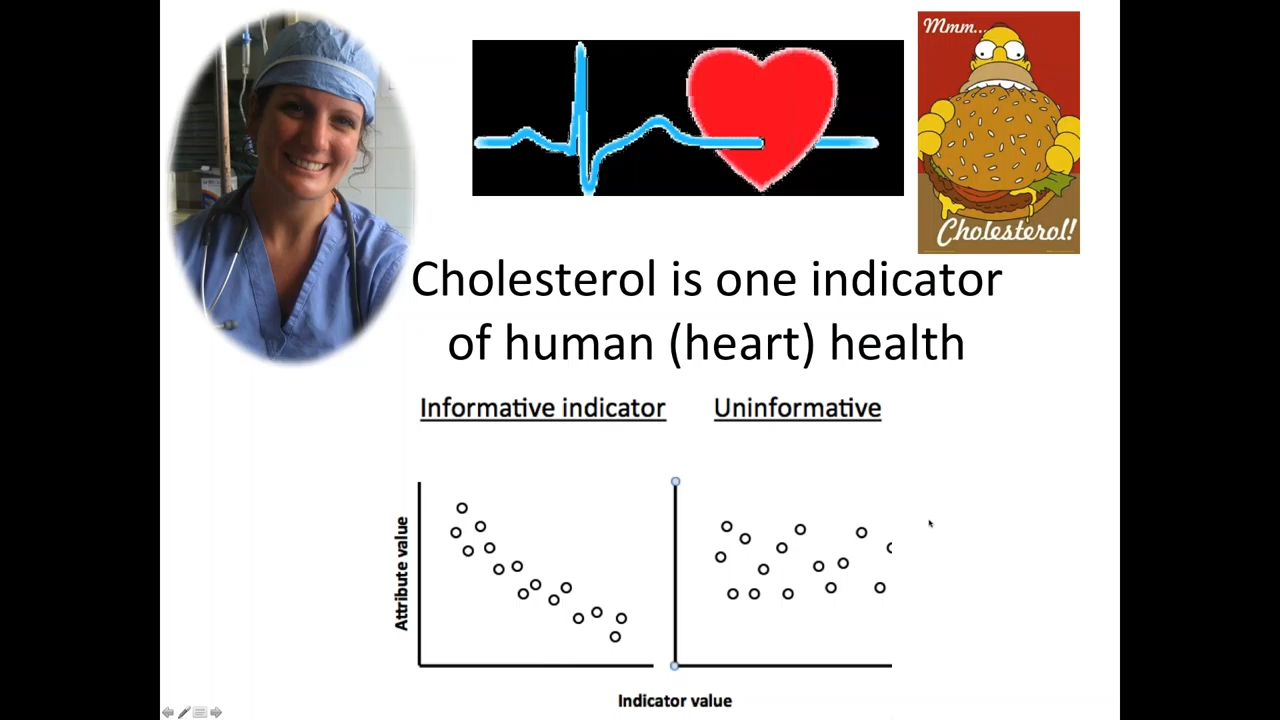 Mmm...
Cholesterol!
Cholesterol is one indicator
of human (heart) health
Informative indicator
Uninformative
Attribute value
Indicator value